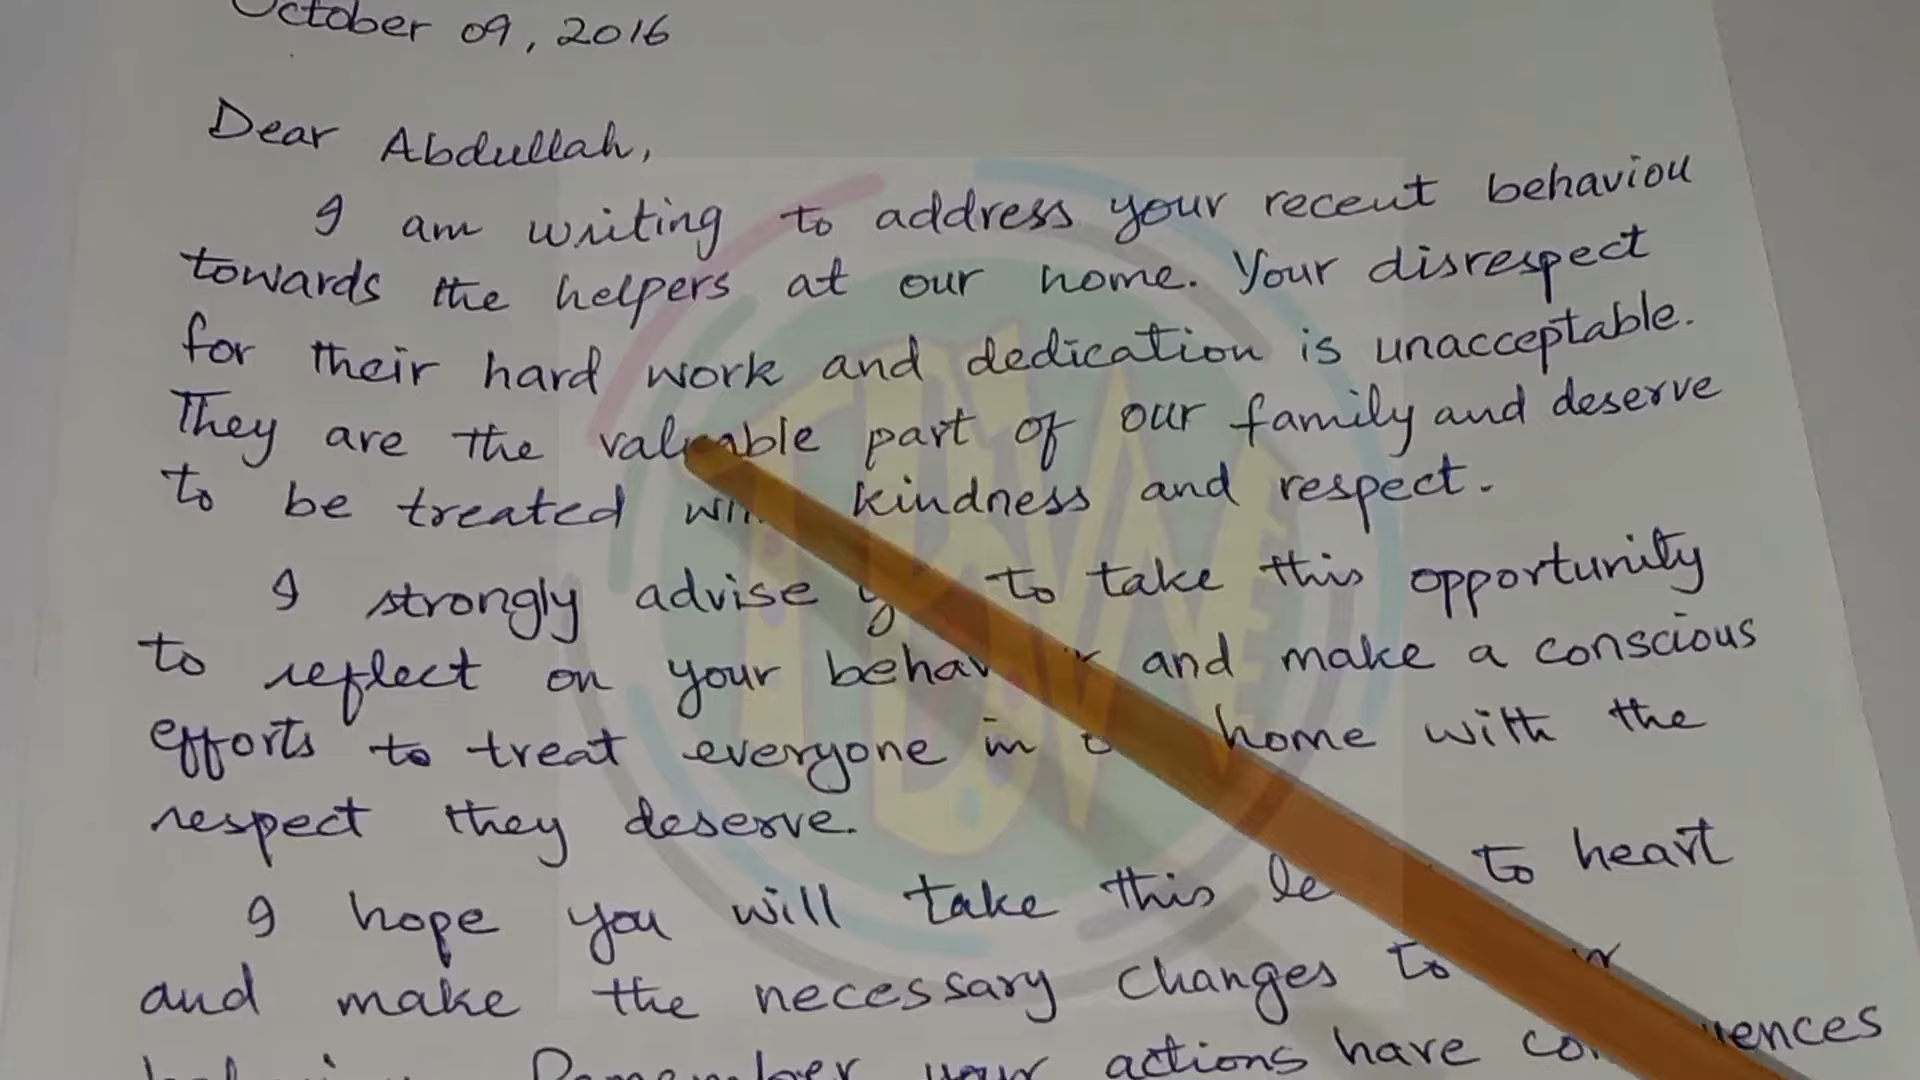 October 09, 2016
Dear Abdullah,
I am writing to address your recent behaviou
towards the helpers at our home. Your disrespect
for their hard work and dedication is unacceptable.
They are the valuable part of our family and deserve
to be treated kindness and respect.
I strongly advise to take this opportunity
to reflect on your and make a conscious
efforts to treat everyone in home with the
respect they deserve.
I hope you will take this to heart
and make the necessary changes to
Remember your actions have